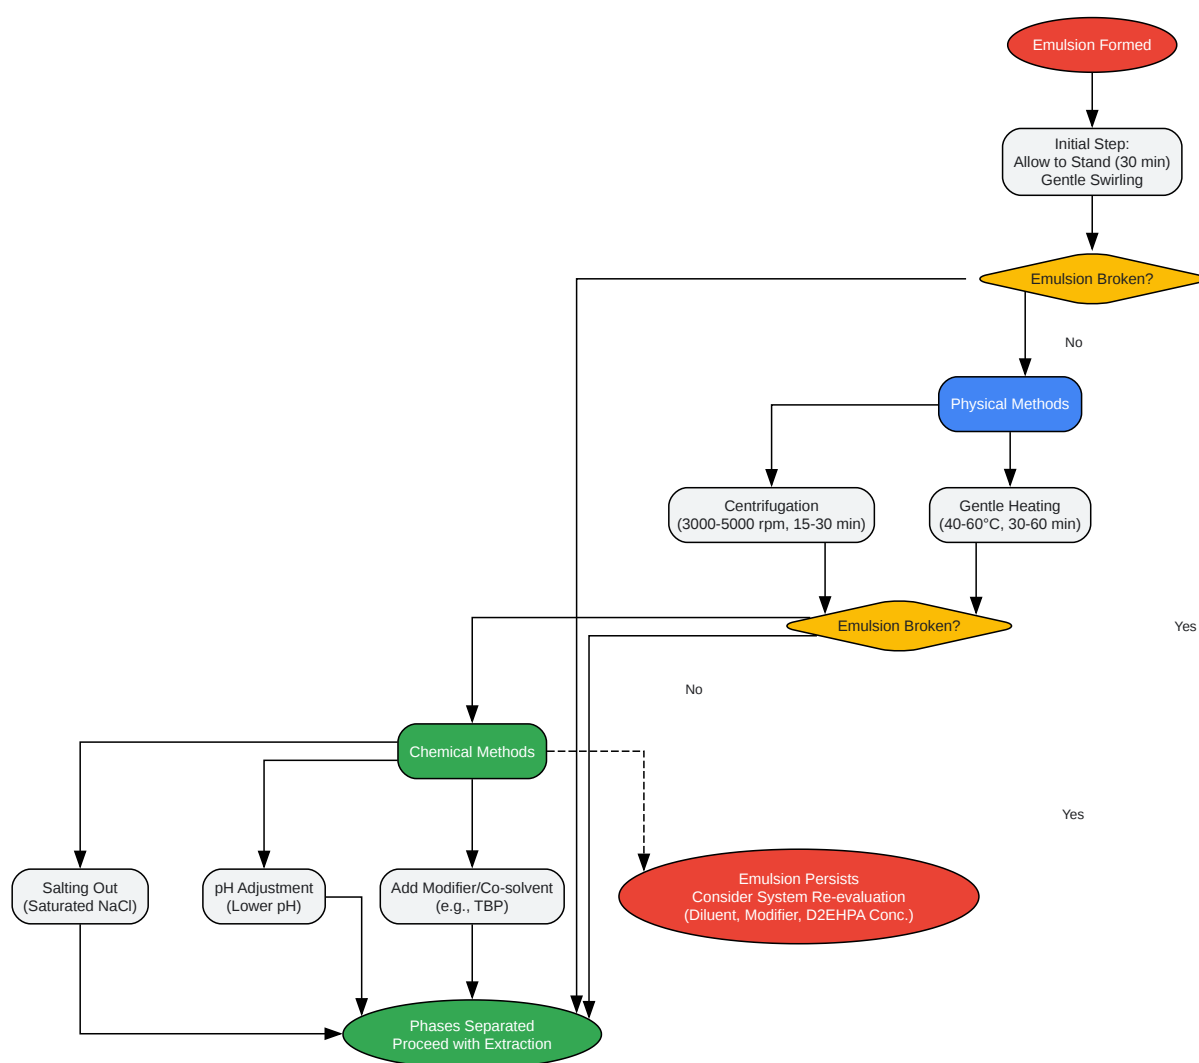 Emulsion Formed
Initial Step:
Allow to Stand (30 min)
Gentle Swirling
Emulsion Broken?
No
Physical Methods
Centrifugation
(3000-5000 rpm, 15-30 min)
Gentle Heating
(40-60°C, 30-60 min)
Emulsion Broken?
Yes
No
Chemical Methods
Yes
Salting Out
(Saturated NaCl)
pH Adjustment
(Lower pH)
Add Modifier/Co-solvent
(e.g., TBP)
Emulsion Persists
Consider System Re-evaluation
(Diluent, Modifier, D2EHPA Conc.)
Phases Separated
Proceed with Extraction